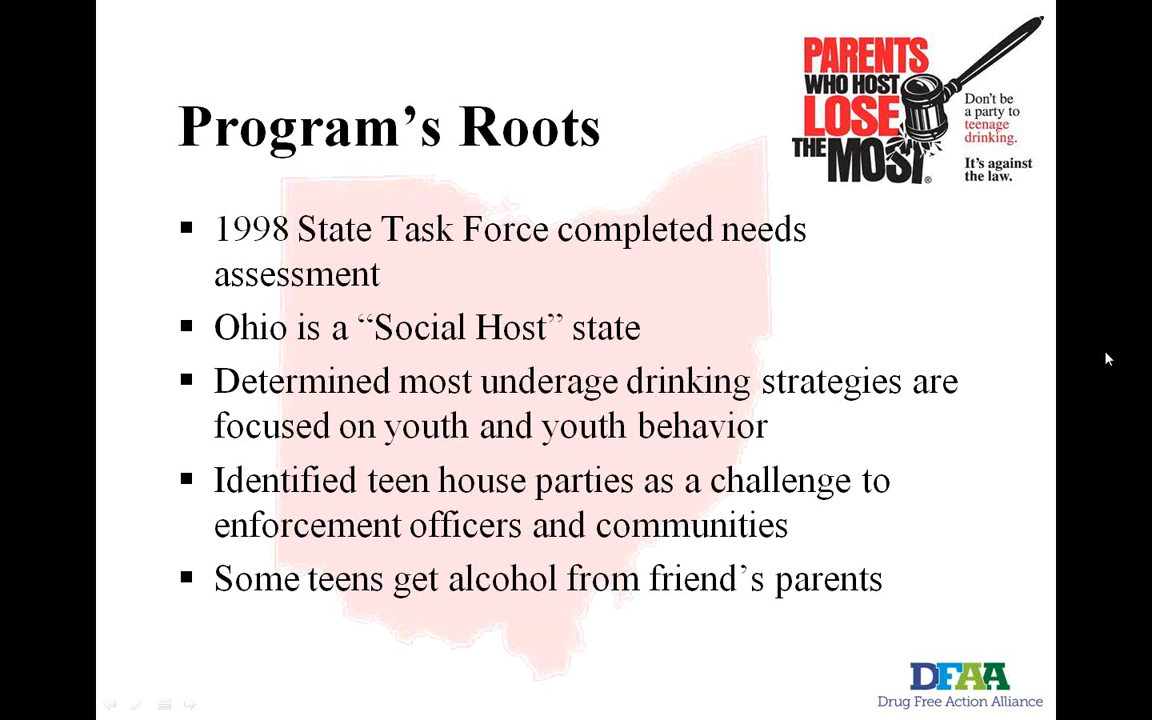 PARENTS
WHO HOST
LOSE
THE MOST®
Don't be
a party to
teenage
drinking.
It's against
the law.
Program’s Roots
▪ 1998 State Task Force completed needs
assessment
▪ Ohio is a “Social Host” state
▪ Determined most underage drinking strategies are
focused on youth and youth behavior
▪ Identified teen house parties as a challenge to
enforcement officers and communities
▪ Some teens get alcohol from friend’s parents
DFAA
Drug Free Action Alliance